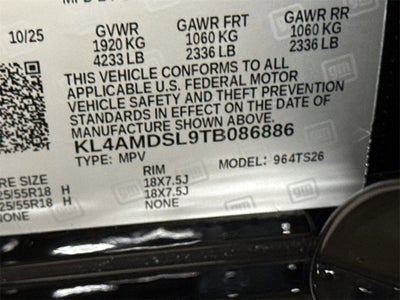 10/25 GVWR GAWR FRT GAWR RR
1920 KG 1060 KG 1060 KG
4233 LB 2336 LB 2336 LB
THIS VEHICLE CONFORMS TO ALL
APPLICABLE U.S. FEDERAL MOTOR
VEHICLE SAFETY AND THEFT PREVENTION
STANDARDS IN EFFECT ON THE DATE OF
MANUFACTURE SHOWN ABOVE.
KL4AMDSL9TB086886
TYPE: MPV MODEL: 964TS26
RE SIZE RIM
25/55R18 H 18X7.5J
25/55R18 H 18X7.5J
NONE NONE
gm